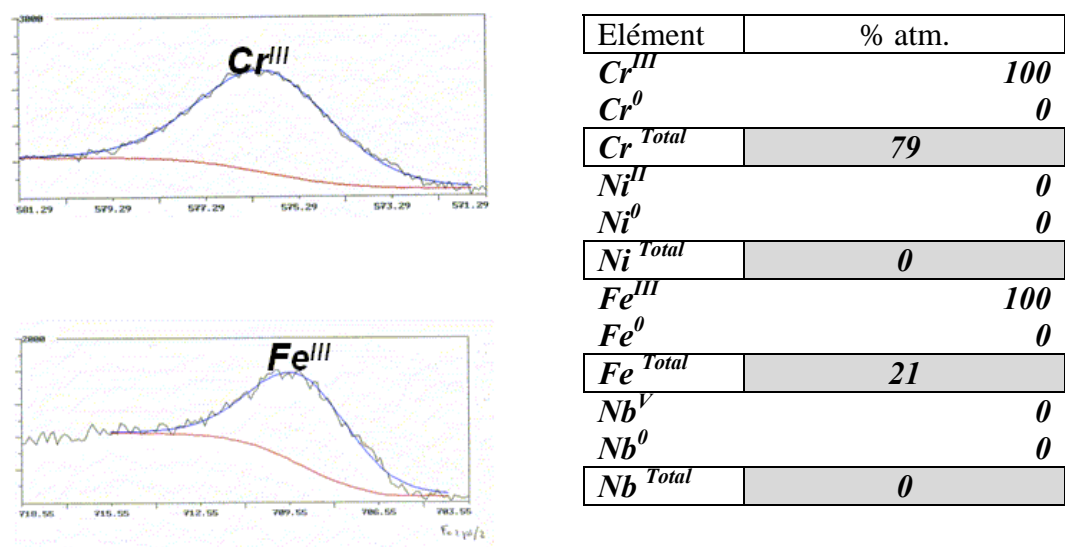 3000
Cr^III
581.29 579.29 577.29 575.29 573.29 571.29
2000
Fe^III
718.55 715.55 712.55 709.55 706.55 703.55
Elément % atm.
Cr^III 100
Cr^0 0
Cr ^Total 79
Ni^II 0
Ni^0 0
Ni ^Total 0
Fe^III 100
Fe^0 0
Fe ^Total 21
Nb^V 0
Nb^0 0
Nb ^Total 0